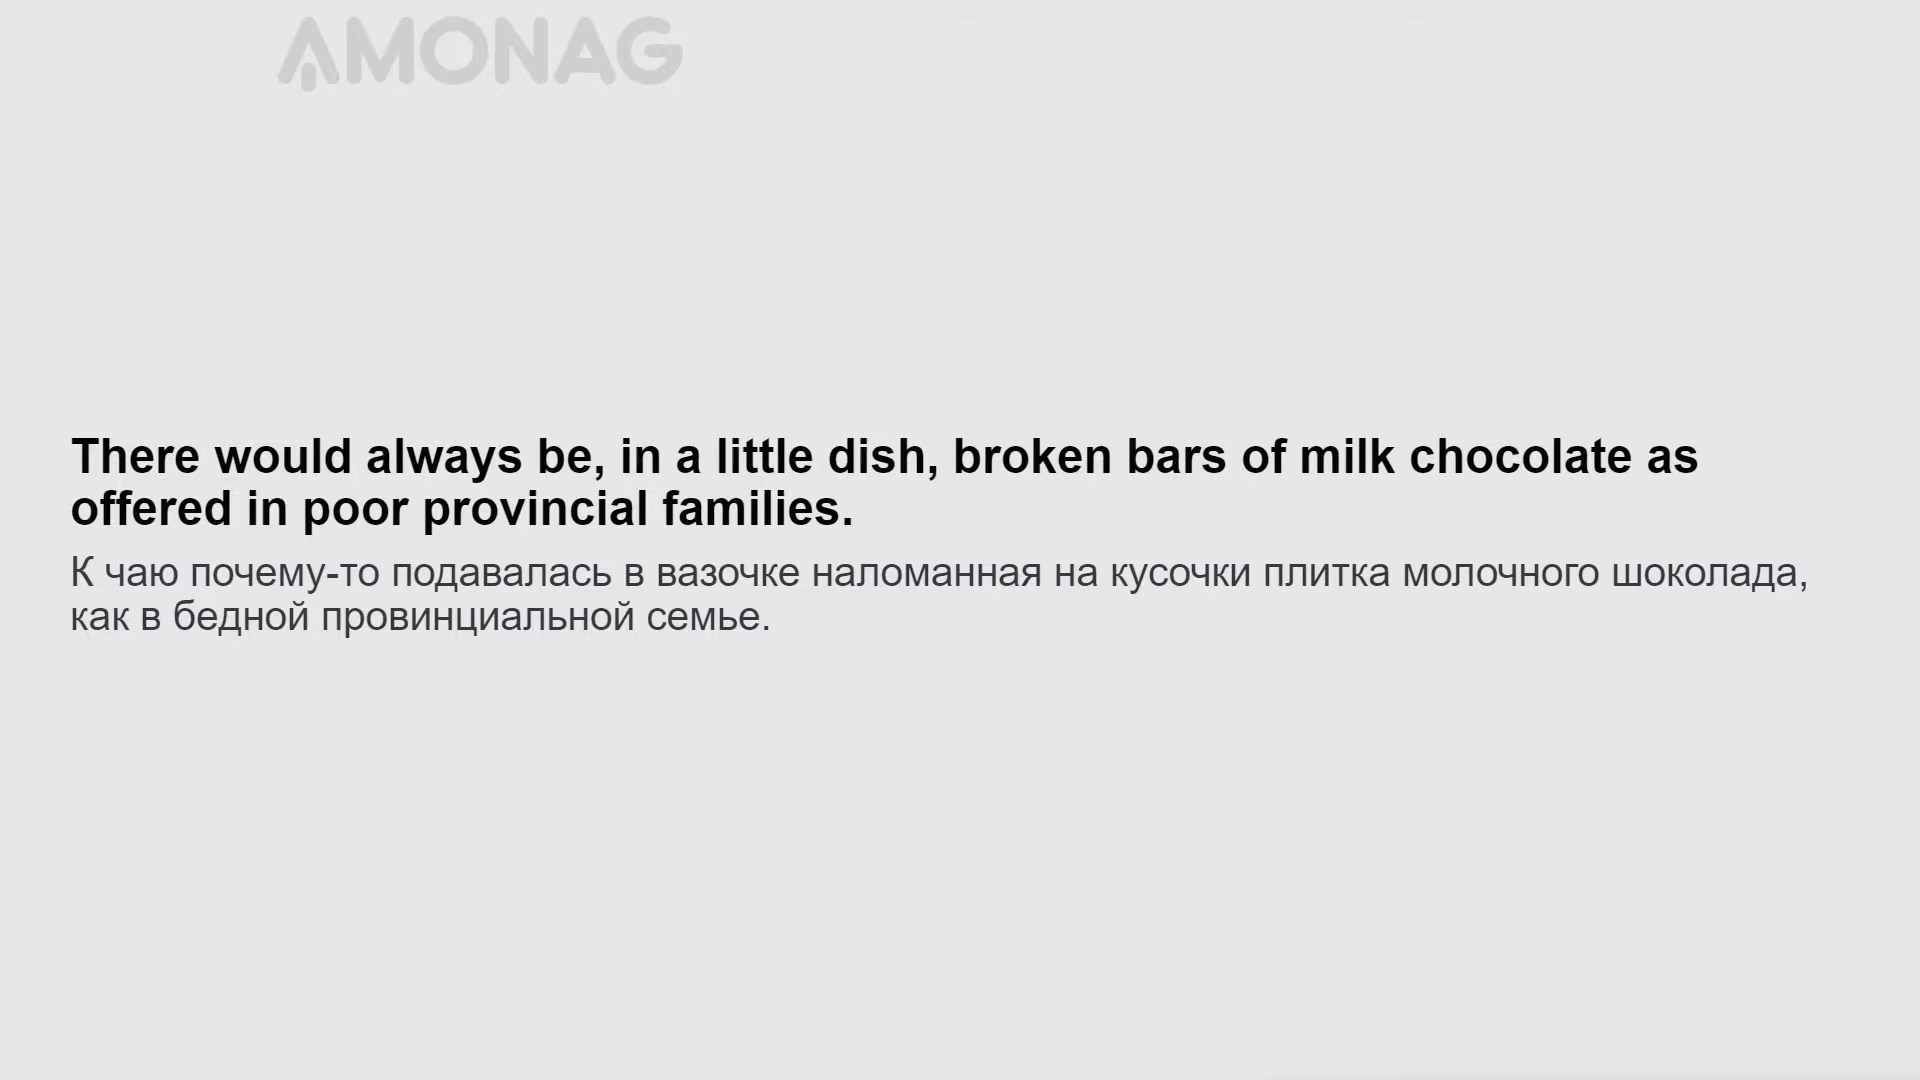 AMONAG
There would always be, in a little dish, broken bars of milk chocolate as
offered in poor provincial families.
К чаю почему-то подавалась в вазочке наломанная на кусочки плитка молочного шоколада,
как в бедной провинциальной семье.